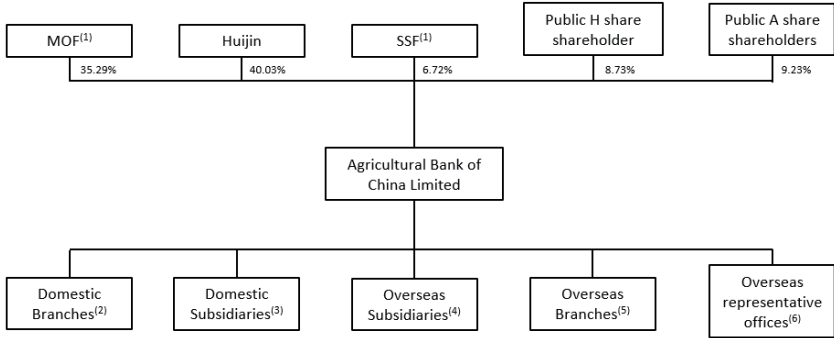 MOF(1)
Huijin
SSF(1)
Public H share
shareholder
Public A share
shareholders
35.29%
40.03%
6.72%
8.73%
9.23%
Agricultural Bank of
China Limited
Domestic
Branches(2)
Domestic
Subsidiaries(3)
Overseas
Subsidiaries(4)
Overseas
Branches(5)
Overseas
representative
offices(6)